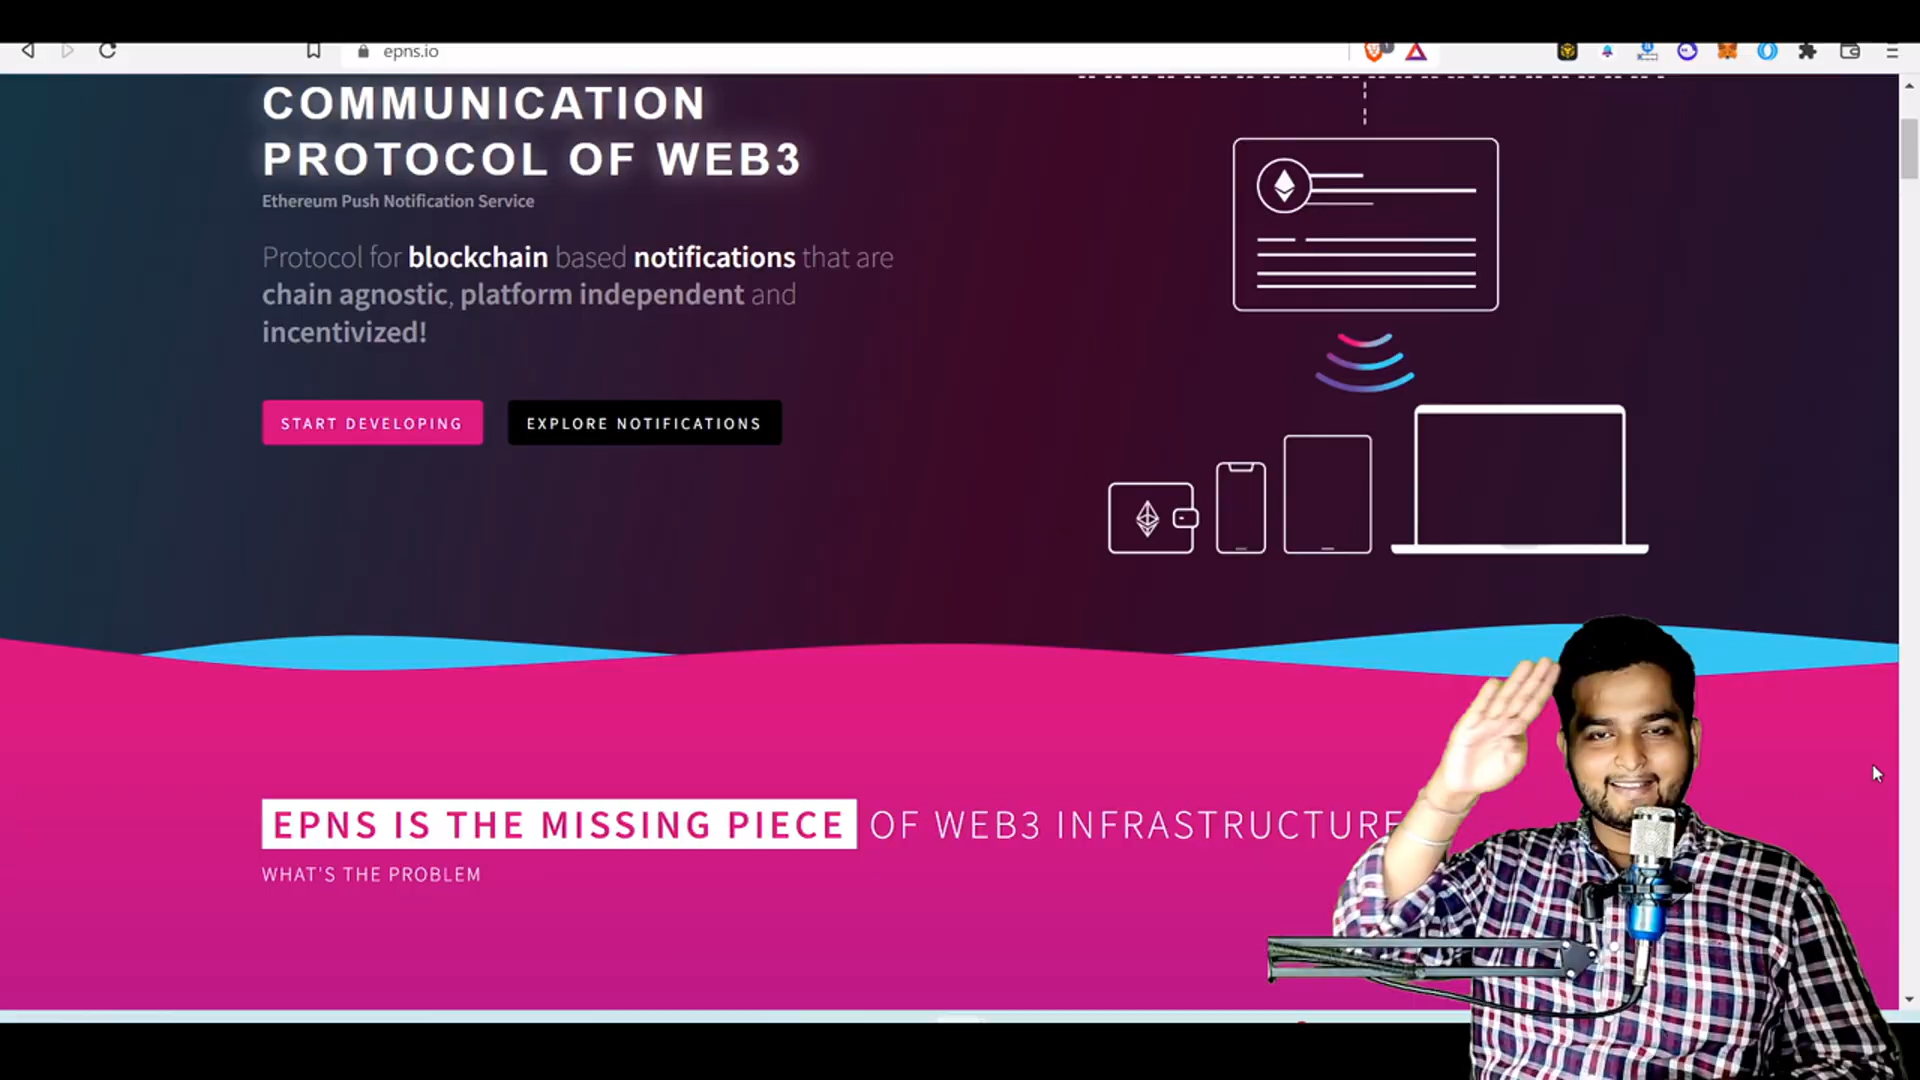 epns.io
COMMUNICATION
PROTOCOL OF WEB3
Ethereum Push Notification Service
Protocol for blockchain based notifications that are
chain agnostic, platform independent and
incentivized!
START DEVELOPING EXPLORE NOTIFICATIONS
EPNS IS THE MISSING PIECE OF WEB3 INFRASTRUCTURE
WHAT'S THE PROBLEM